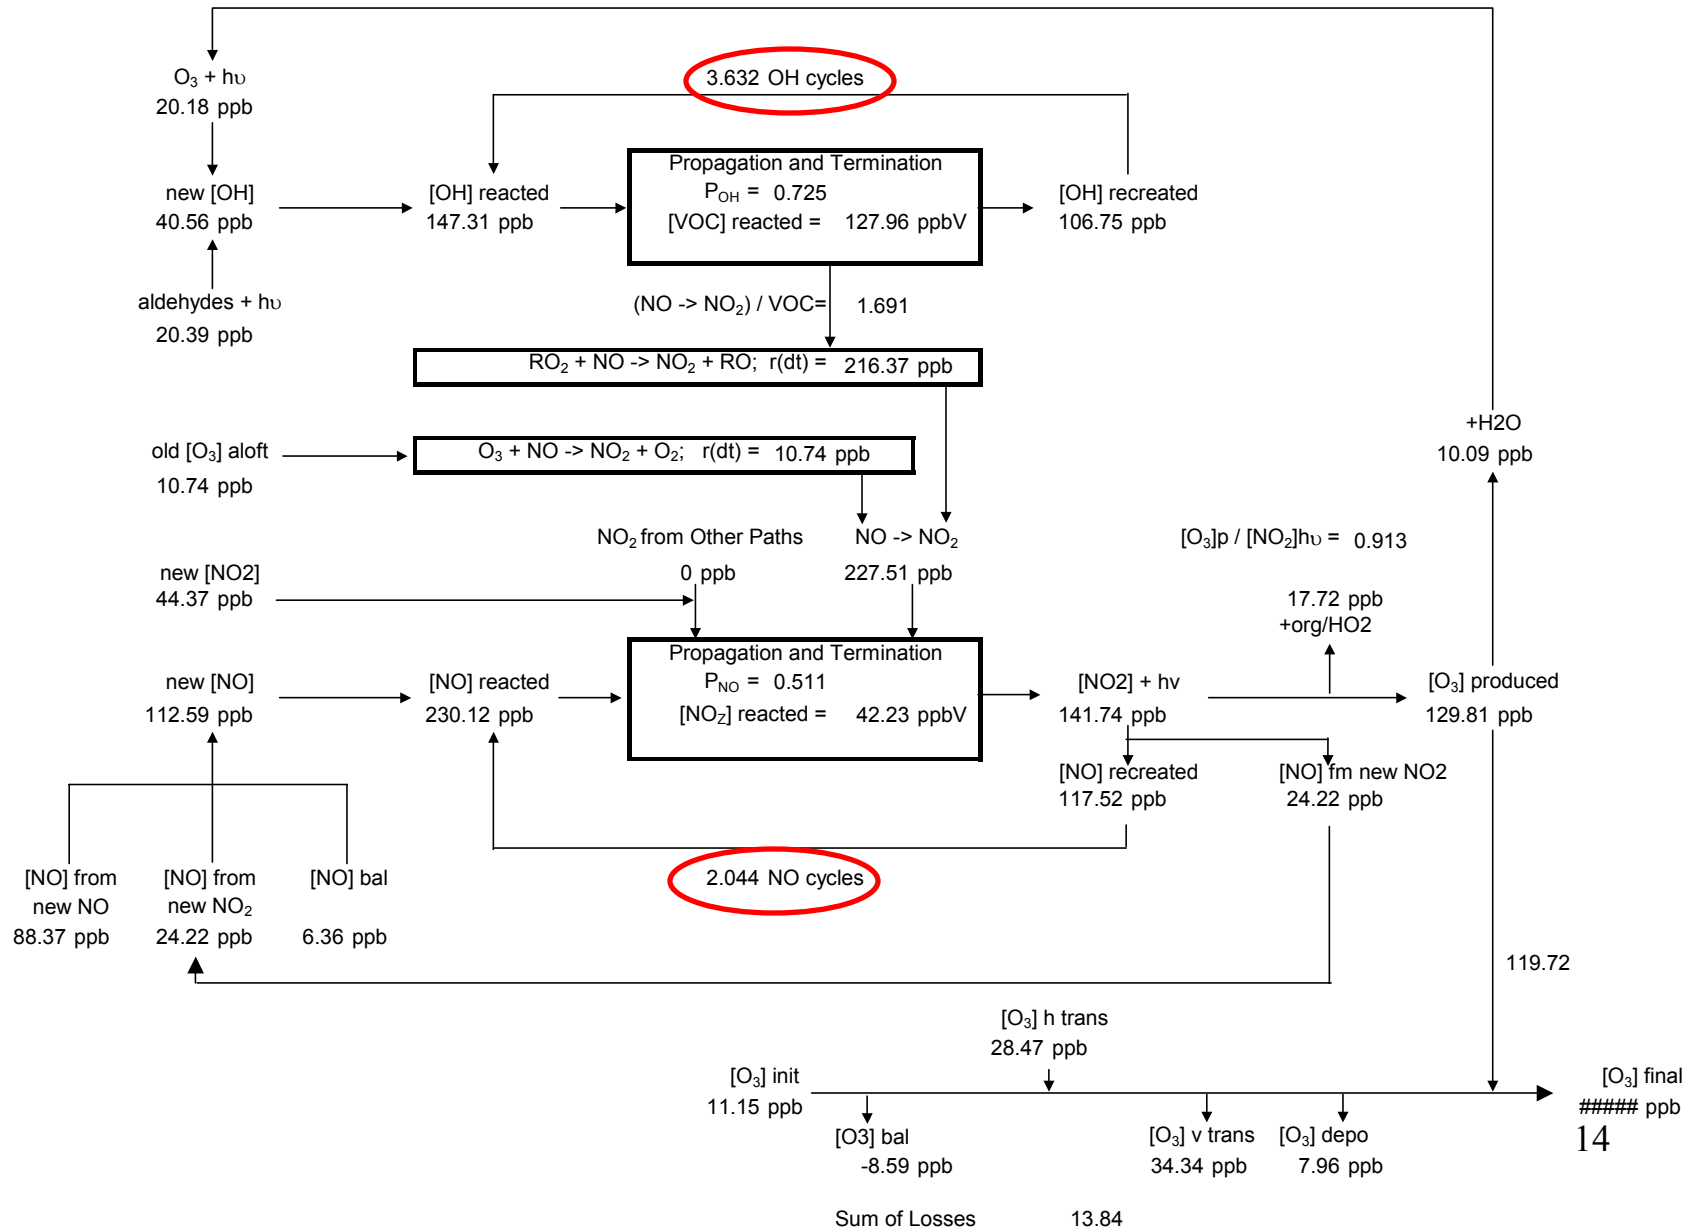 3.632 OH cycles
O₃ + hυ
20.18 ppb
Propagation and Termination
P_OH = 0.725
[VOC] reacted = 127.96 ppbV
new [OH]
40.56 ppb
[OH] reacted
147.31 ppb
[OH] recreated
106.75 ppb
aldehydes + hυ
20.39 ppb
(NO -> NO₂) / VOC= 1.691
RO₂ + NO -> NO₂ + RO; r(dt) = 216.37 ppb
old [O₃] aloft
10.74 ppb
O₃ + NO -> NO₂ + O₂; r(dt) = 10.74 ppb
+H2O
10.09 ppb
NO₂ from Other Paths
0 ppb
NO -> NO₂
227.51 ppb
[O₃]p / [NO₂]hυ = 0.913
new [NO2]
44.37 ppb
17.72 ppb
+org/HO2
Propagation and Termination
P_NO = 0.511
[NO_Z] reacted = 42.23 ppbV
new [NO]
112.59 ppb
[NO] reacted
230.12 ppb
[NO2] + hv
141.74 ppb
[O₃] produced
129.81 ppb
[NO] recreated
117.52 ppb
[NO] fm new NO2
24.22 ppb
2.044 NO cycles
[NO] from
new NO
88.37 ppb
[NO] from
new NO₂
24.22 ppb
[NO] bal
6.36 ppb
119.72
[O₃] h trans
28.47 ppb
[O₃] init
11.15 ppb
[O₃] final
##### ppb
[O3] bal
-8.59 ppb
[O₃] v trans
34.34 ppb
[O₃] depo
7.96 ppb
14
Sum of Losses 13.84